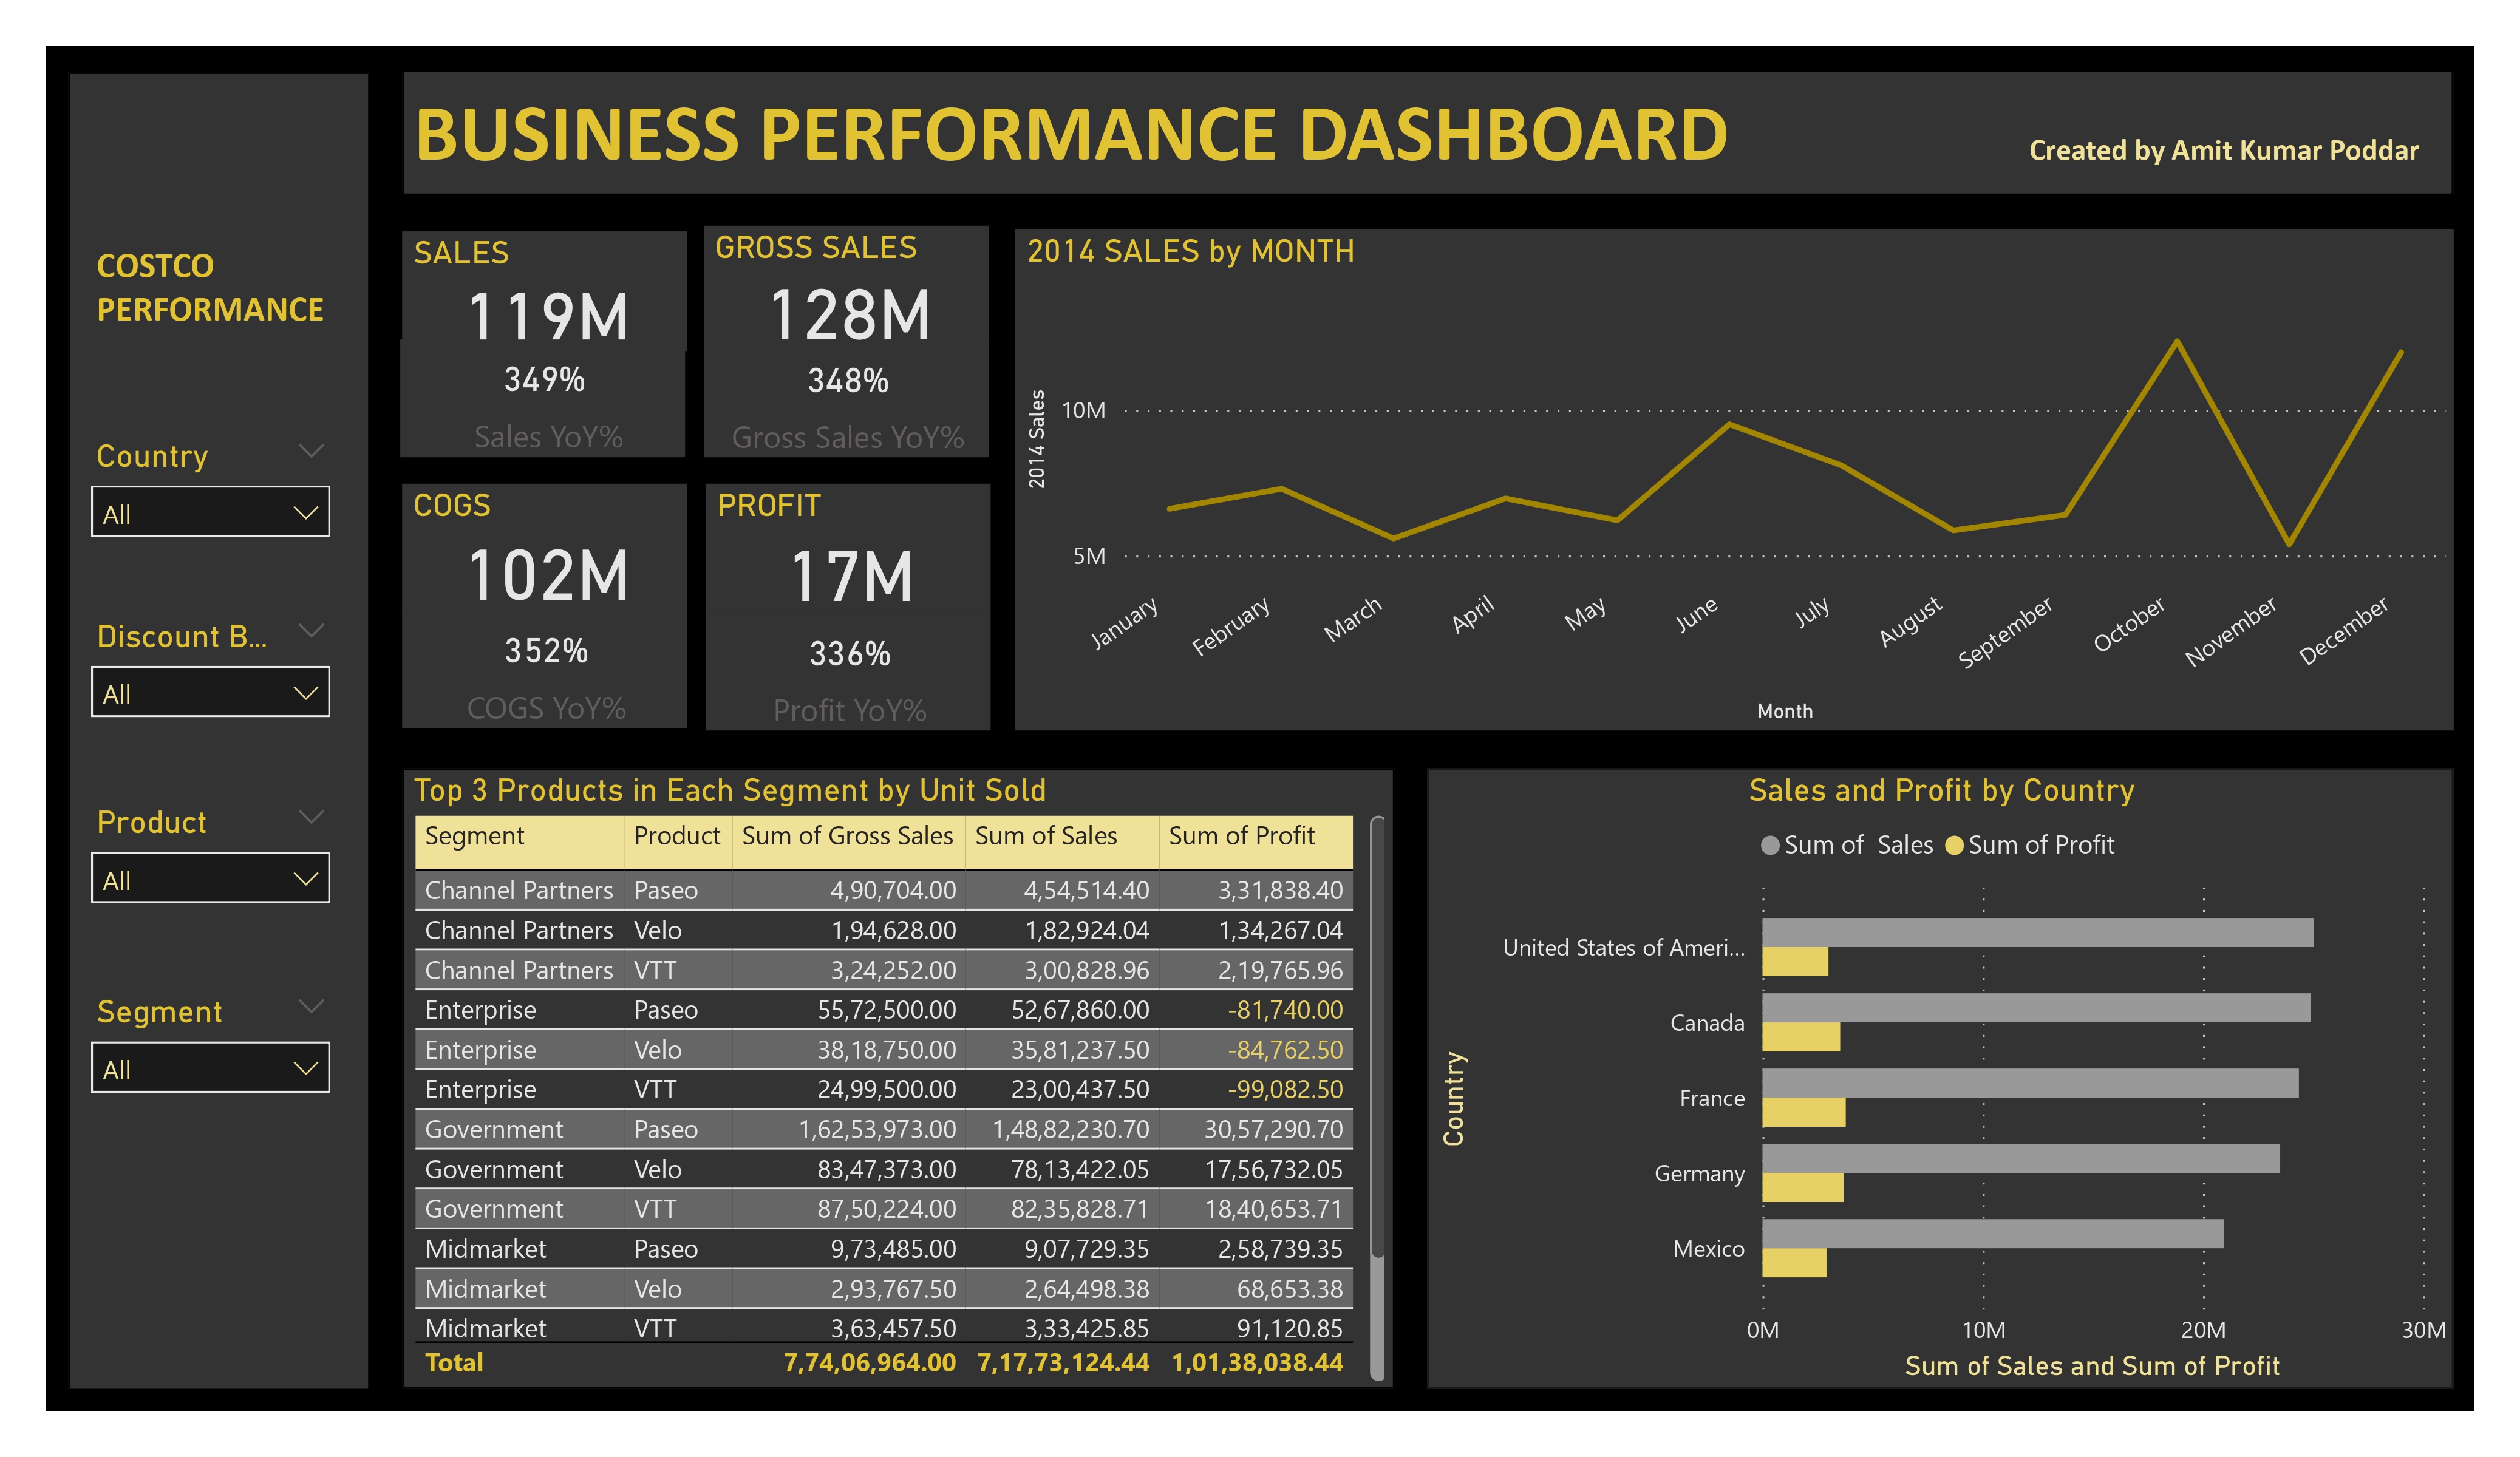 BUSINESS PERFORMANCE DASHBOARD
Created by Amit Kumar Poddar
COSTCO
PERFORMANCE
Country
All
Discount B...
All
Product
All
Segment
All
SALES
119M
349%
Sales YoY%
GROSS SALES
128M
348%
Gross Sales YoY%
COGS
102M
352%
COGS YoY%
PROFIT
17M
336%
Profit YoY%
2014 SALES by MONTH
2014 Sales
10M
5M
January February March April May June July August September October November December
Month
Top 3 Products in Each Segment by Unit Sold
Segment Product Sum of Gross Sales Sum of Sales Sum of Profit
Channel Partners Paseo 4,90,704.00 4,54,514.40 3,31,838.40
Channel Partners Velo 1,94,628.00 1,82,924.04 1,34,267.04
Channel Partners VTT 3,24,252.00 3,00,828.96 2,19,765.96
Enterprise Paseo 55,72,500.00 52,67,860.00 -81,740.00
Enterprise Velo 38,18,750.00 35,81,237.50 -84,762.50
Enterprise VTT 24,99,500.00 23,00,437.50 -99,082.50
Government Paseo 1,62,53,973.00 1,48,82,230.70 30,57,290.70
Government Velo 83,47,373.00 78,13,422.05 17,56,732.05
Government VTT 87,50,224.00 82,35,828.71 18,40,653.71
Midmarket Paseo 9,73,485.00 9,07,729.35 2,58,739.35
Midmarket Velo 2,93,767.50 2,64,498.38 68,653.38
Midmarket VTT 3,63,457.50 3,33,425.85 91,120.85
Total 7,74,06,964.00 7,17,73,124.44 1,01,38,038.44
Sales and Profit by Country
Sum of Sales Sum of Profit
Country
United States of Ameri...
Canada
France
Germany
Mexico
0M 10M 20M 30M
Sum of Sales and Sum of Profit